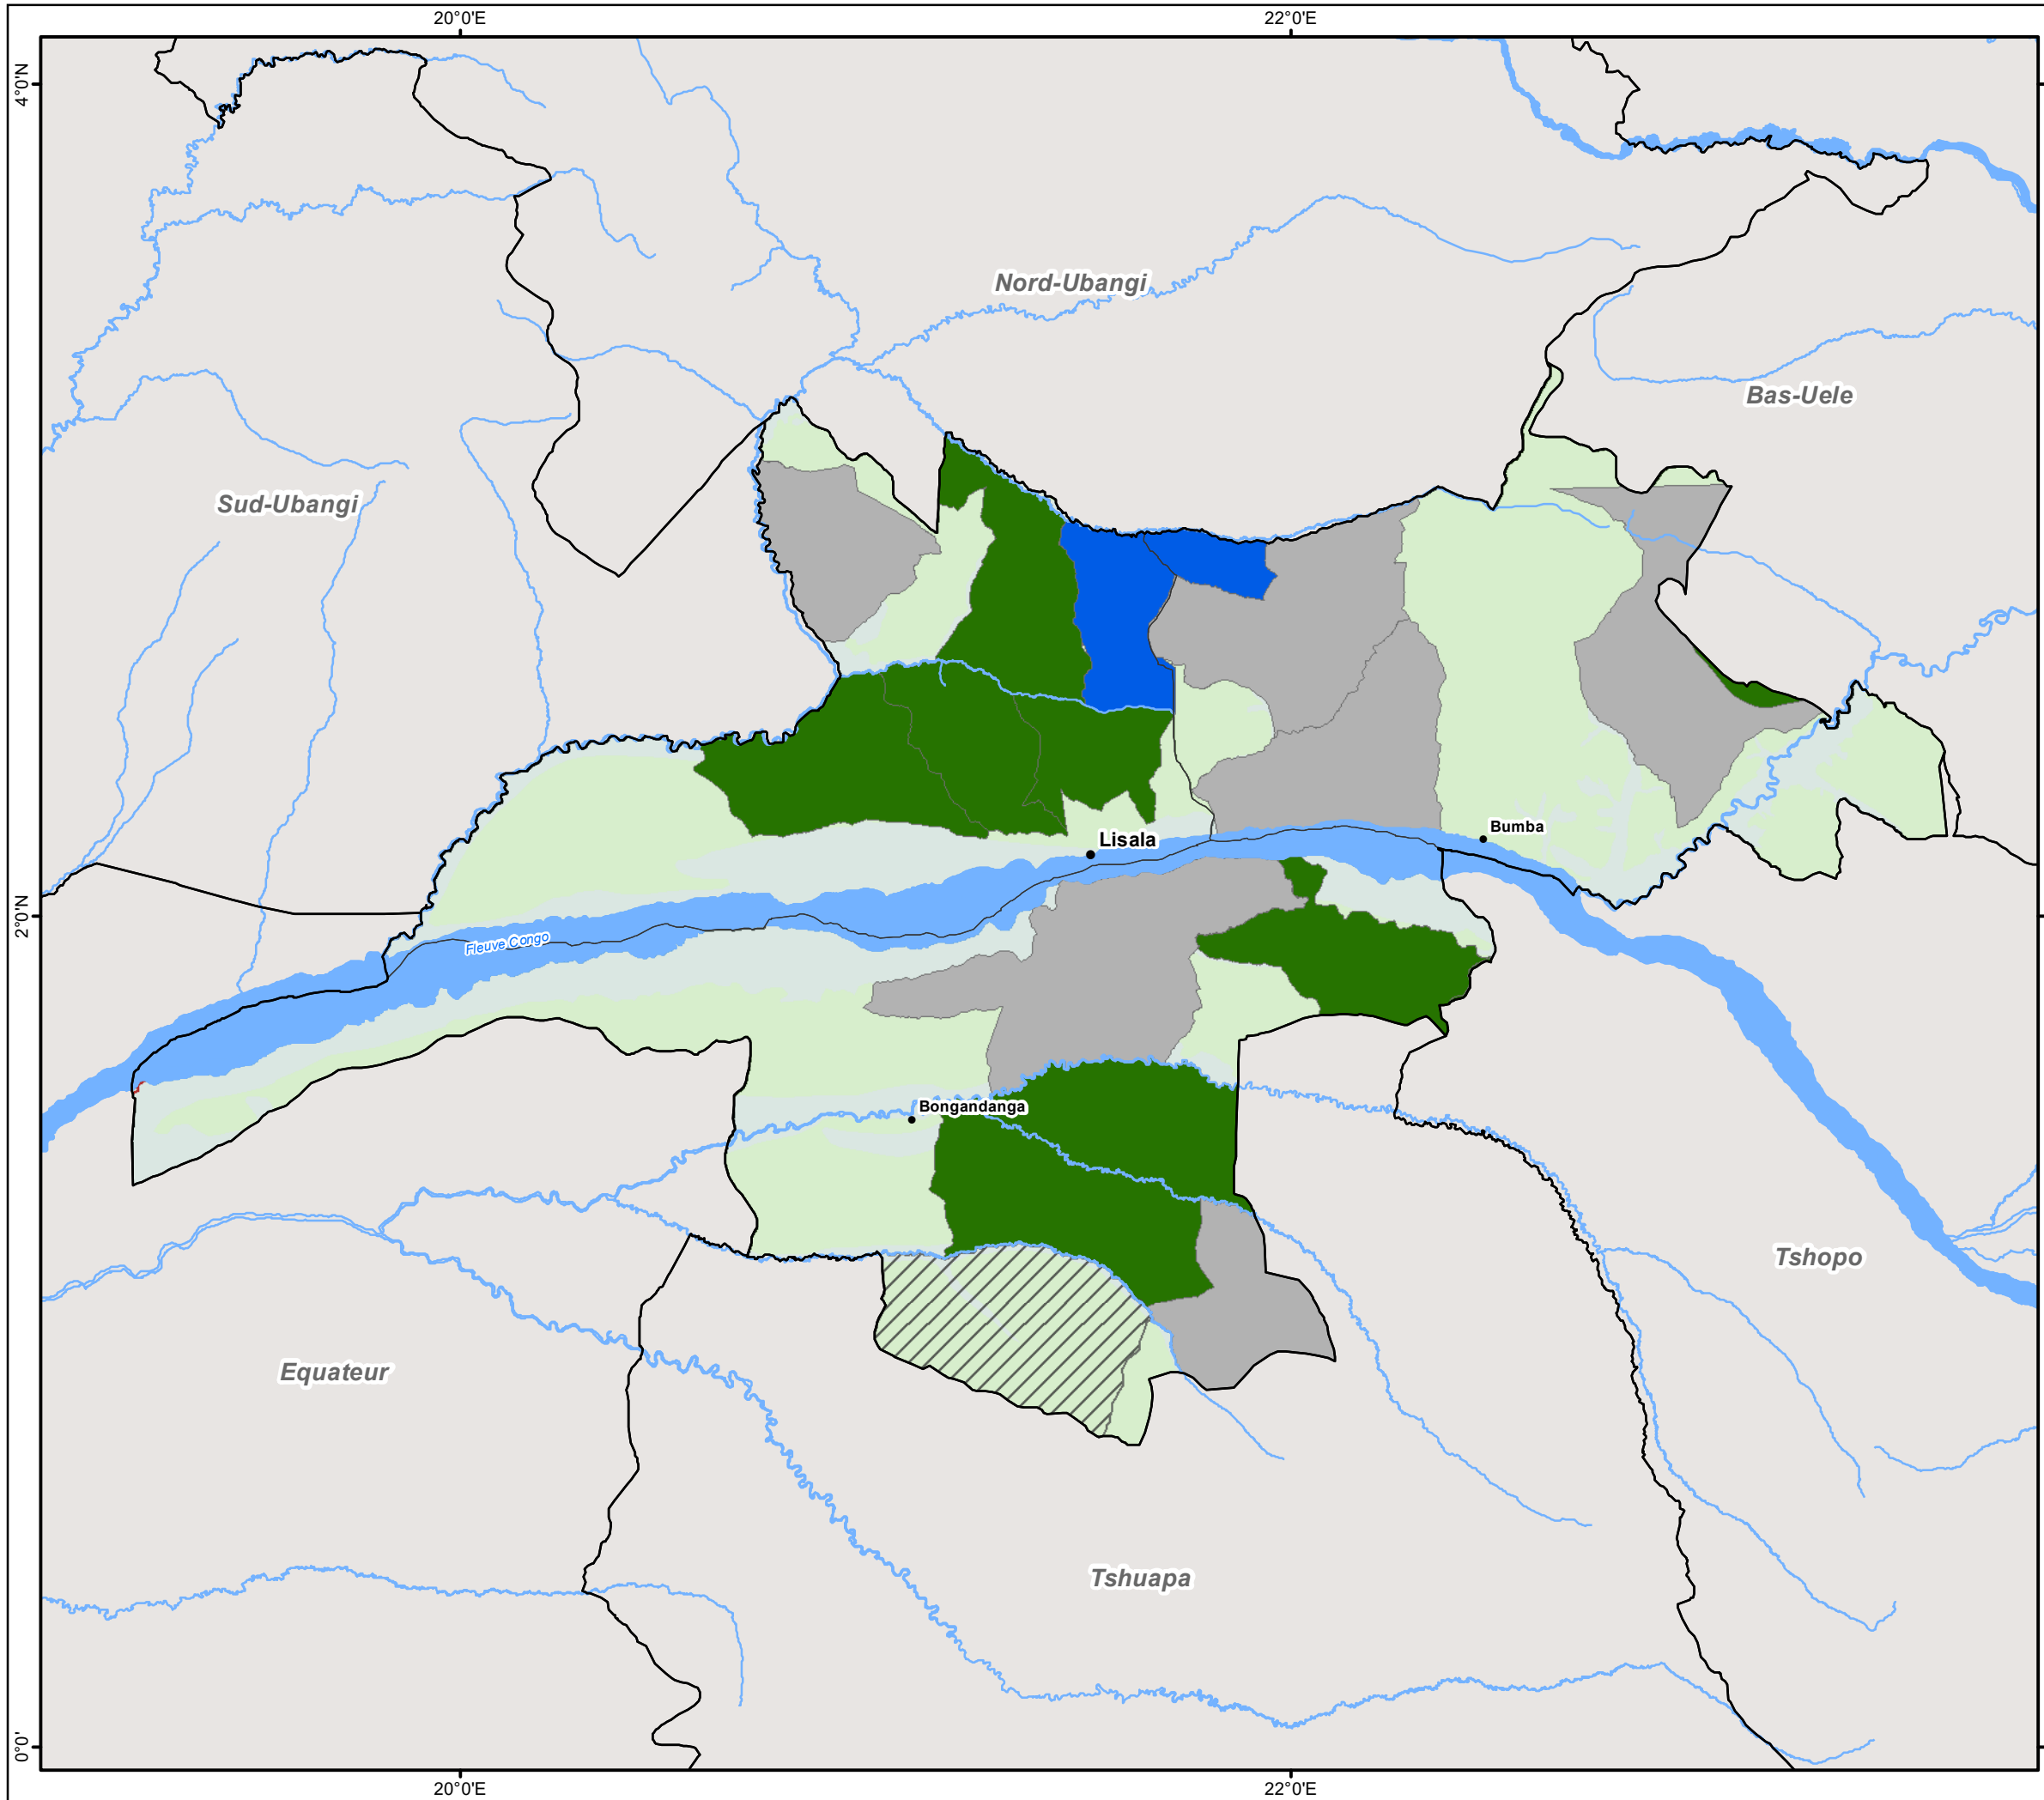 20°0'E 22°0'E
4°0'N
Nord-Ubangi
Bas-Uele
Sud-Ubangi
Bumba
Lisala
2°0'N
Fleuve Congo
Bongandanga
Tshopo
Equateur
Tshuapa
0°0'
20°0'E 22°0'E